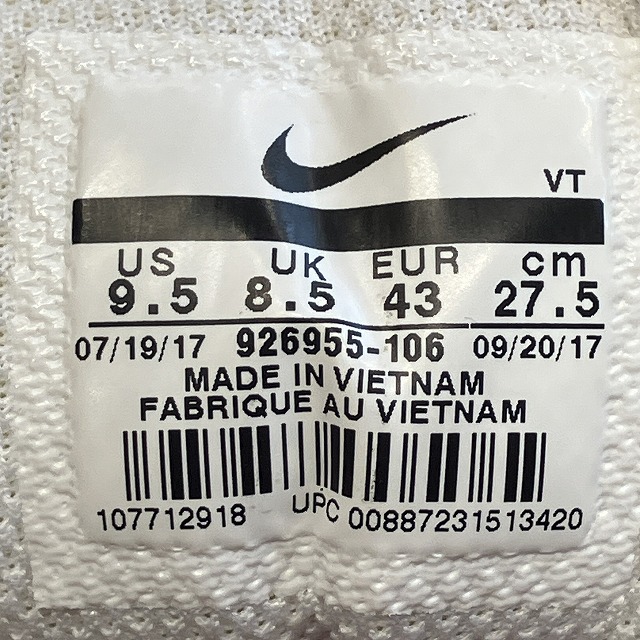 VT
US UK EUR cm
9.5 8.5 43 27.5
07/19/17 926955-106 09/20/17
MADE IN VIETNAM
FABRIQUE AU VIETNAM
107712918 UPC 00887231513420